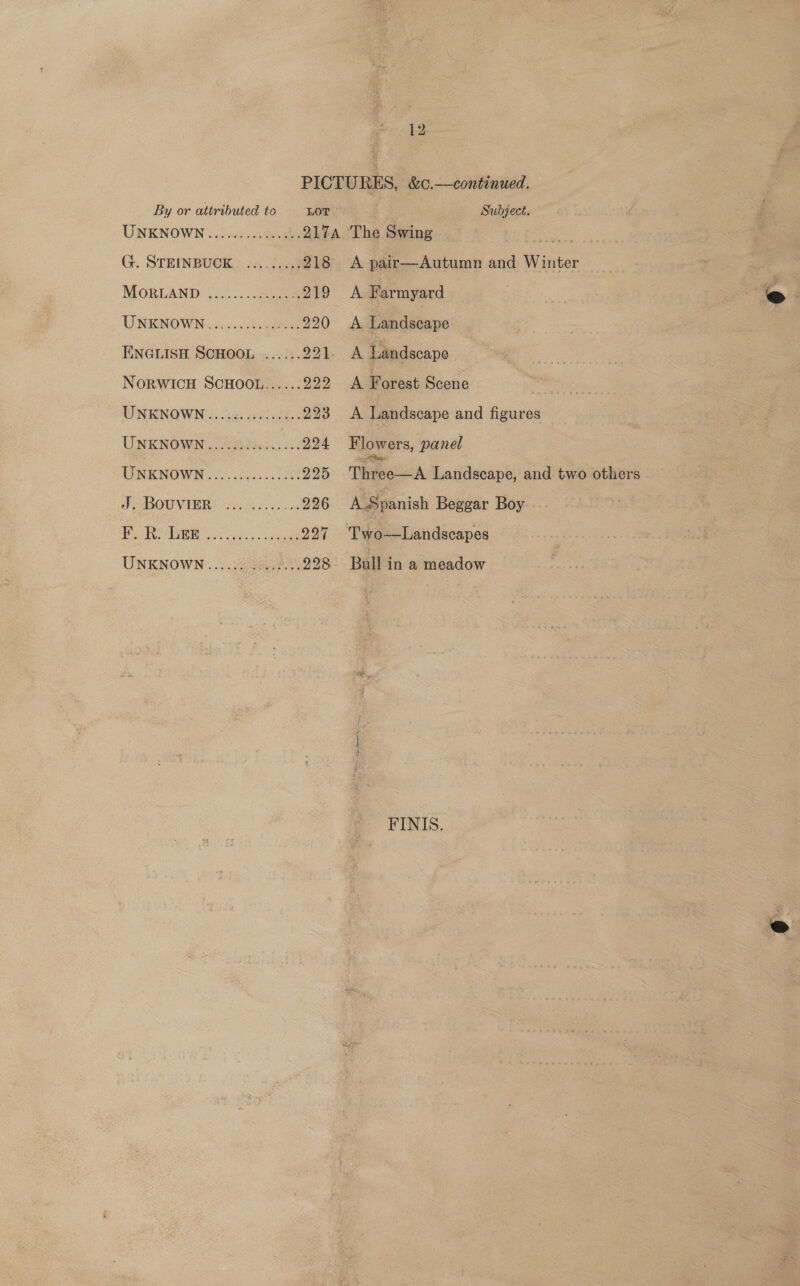 12
PICTURES, &c.—continued.
By or attributed to LOT Subject.
UNKNOWN ............... 217A The Swing
G. STEINBUCK ......... 218 A pair—Autumn and Winter
MORLAND ............... 219 A Farmyard
UNKNOWN ............... 220 A Landscape
ENGLISH SCHOOL ...... 221 A Landscape
NORWICH SCHOOL ...... 222 A Forest Scene
UNKNOWN ............... 223 A Landscape and figures
UNKNOWN ............... 224 Flowers, panel
UNKNOWN ............... 225 Three—A Landscape, and two others
J. BOUVIER ............ 226 A Spanish Beggar Boy
F. R. LEE ............... 227 Two—Landscapes
UNKNOWN ............... 228 Bull in a meadow
FINIS.